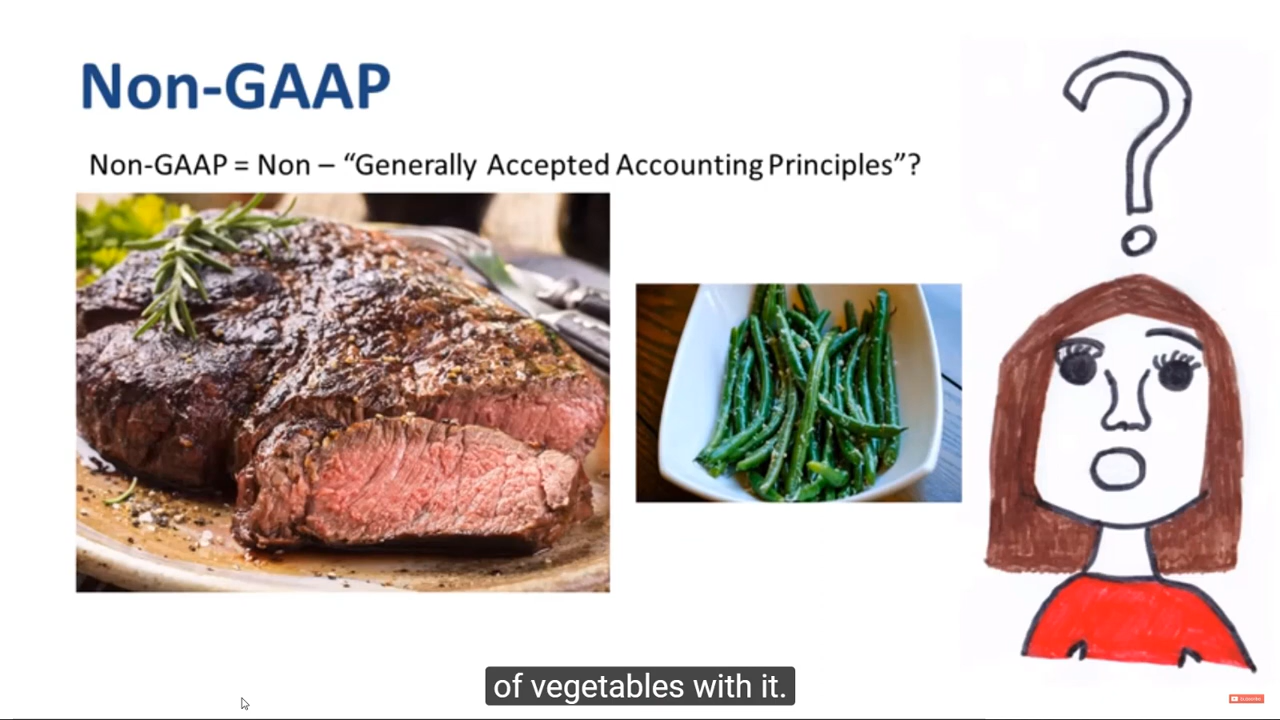 Non-GAAP
Non-GAAP = Non – “Generally Accepted Accounting Principles”?
of vegetables with it.